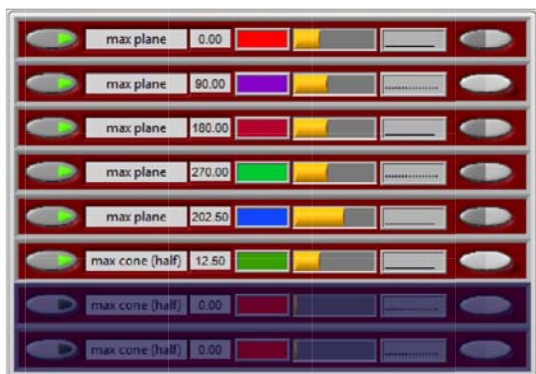 max plane 0.00
max plane 90.00
max plane 180.00
max plane 270.00
max plane 202.50
max cone (half) 12.50
max cone (half) 0.00
max cone (half) 0.00